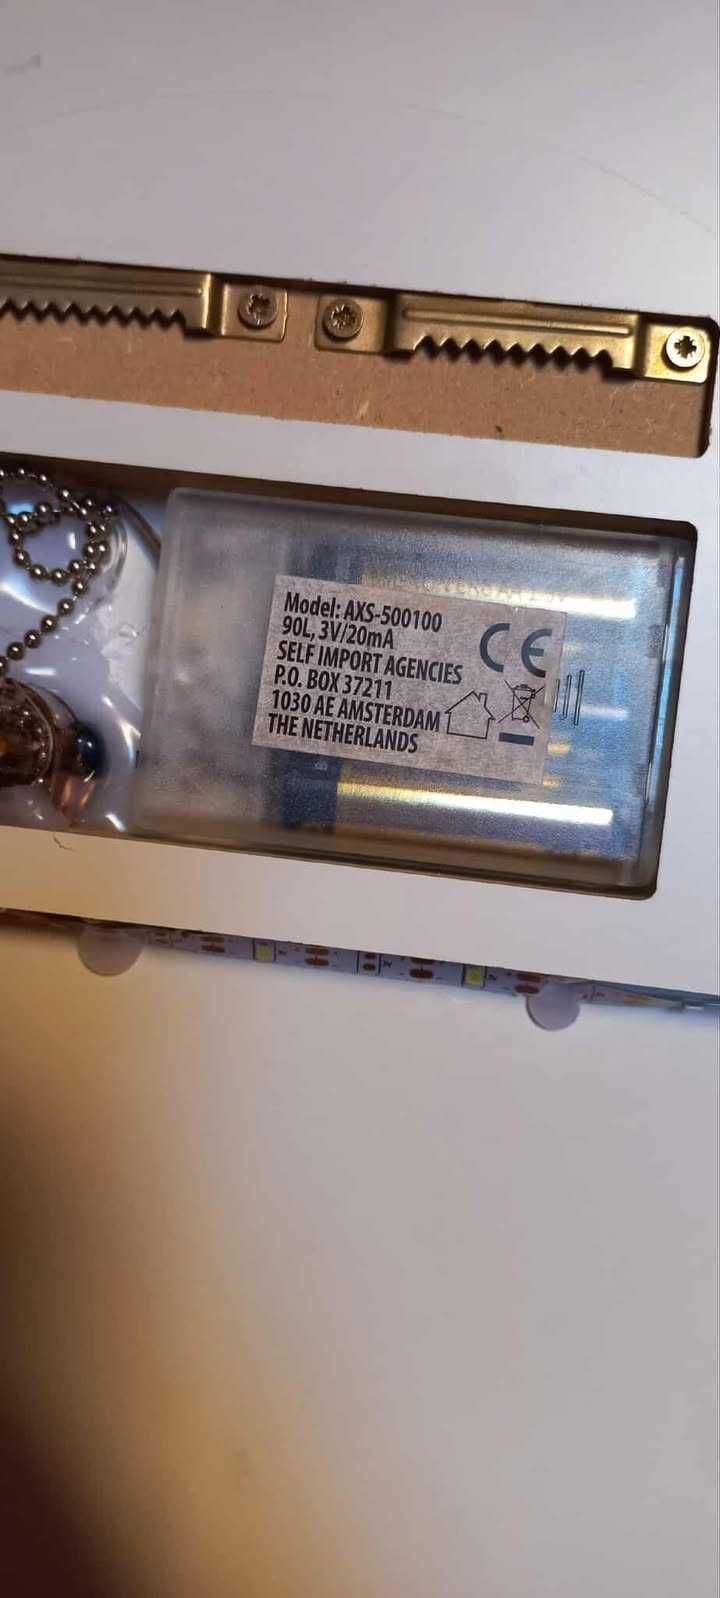 Model: AXS-500100
90L, 3V/20mA
SELF IMPORT AGENCIES
P.O. BOX 37211
1030 AE AMSTERDAM
THE NETHERLANDS
CE